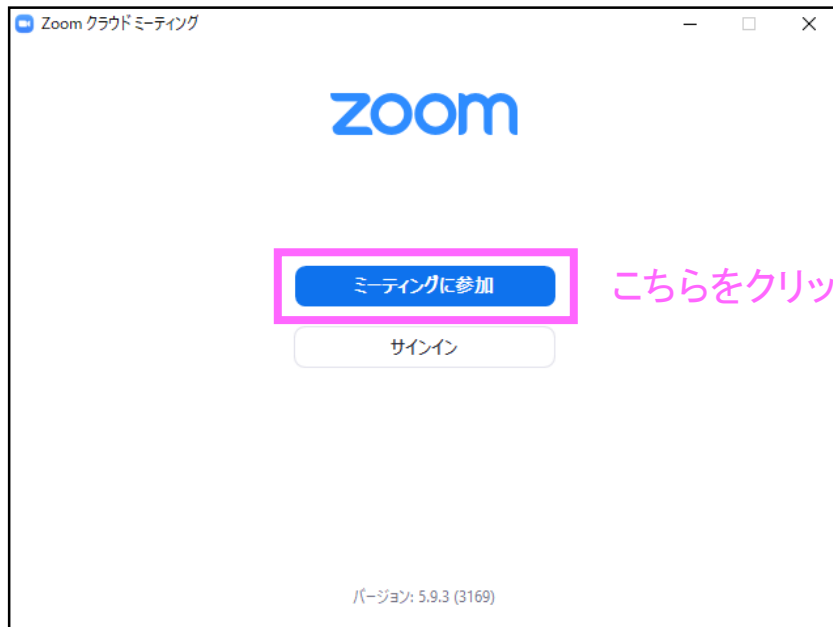 Zoom クラウド ミーティング
zoom
ミーティングに参加
こちらをクリッ
サインイン
バージョン: 5.9.3 (3169)